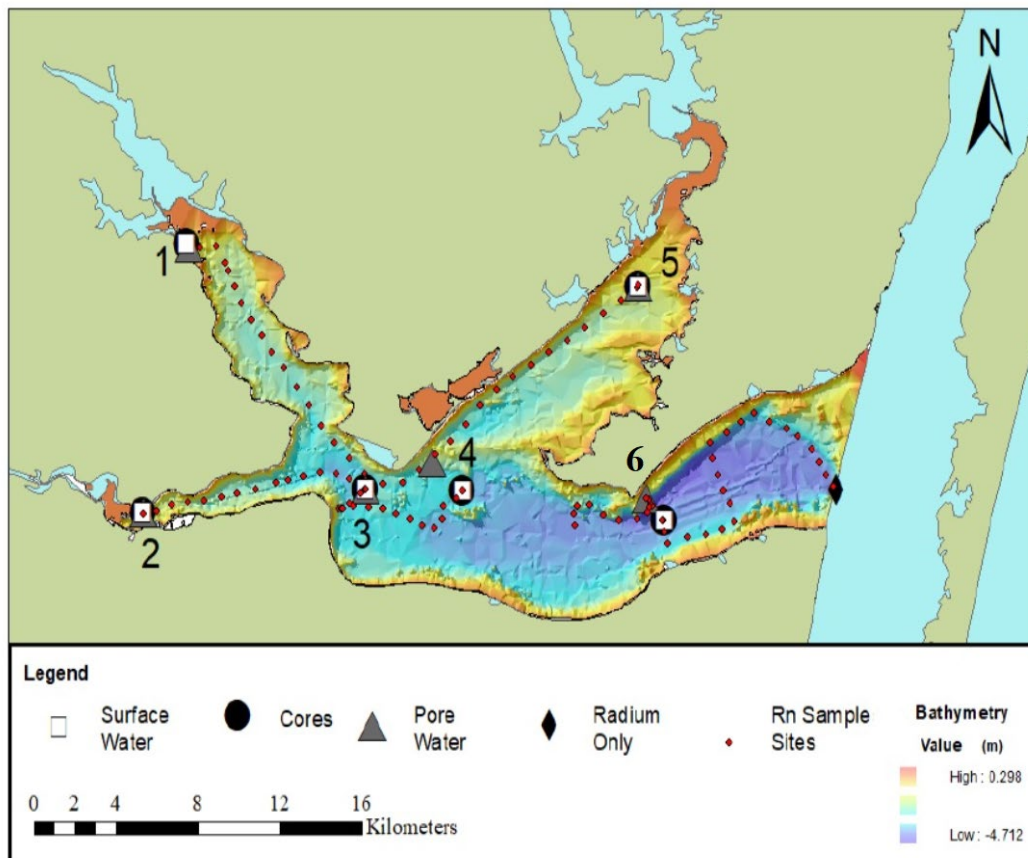 N
1
5
4
6
2
3
Legend
Surface Water
Cores
Pore Water
Radium Only
Rn Sample Sites
Bathymetry
Value (m)
High : 0.298
Low : -4.712
0 2 4 8 12 16
Kilometers